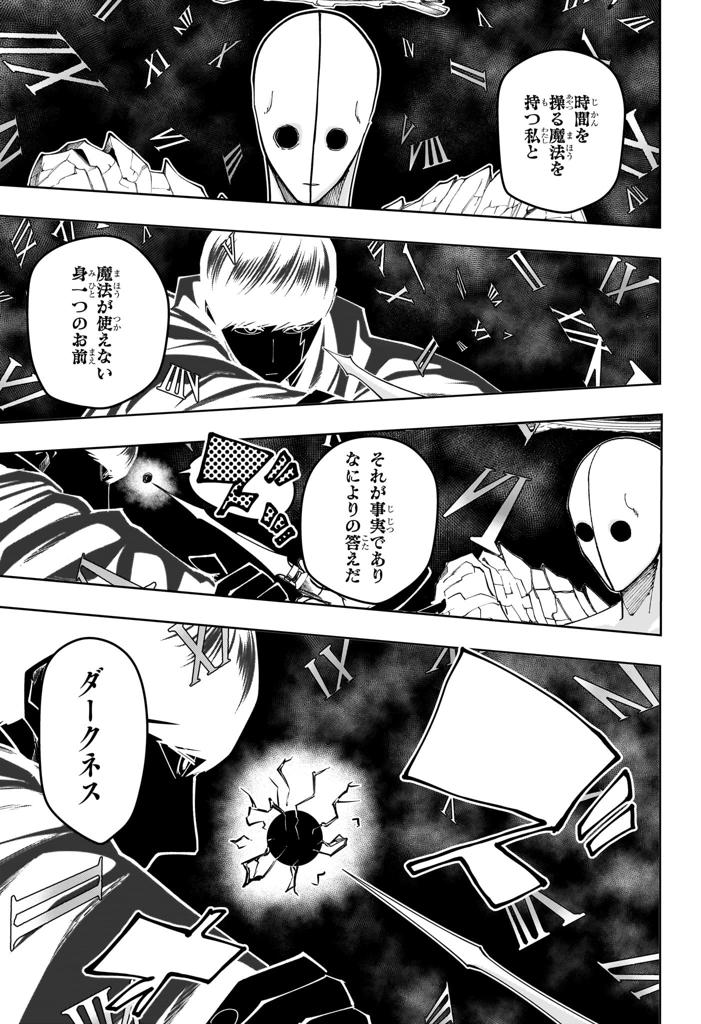 時間を
操る魔法を
持つ私と
魔法が使えない
身一つのお前
それが事実であり
なによりの答えだ
ダークネス